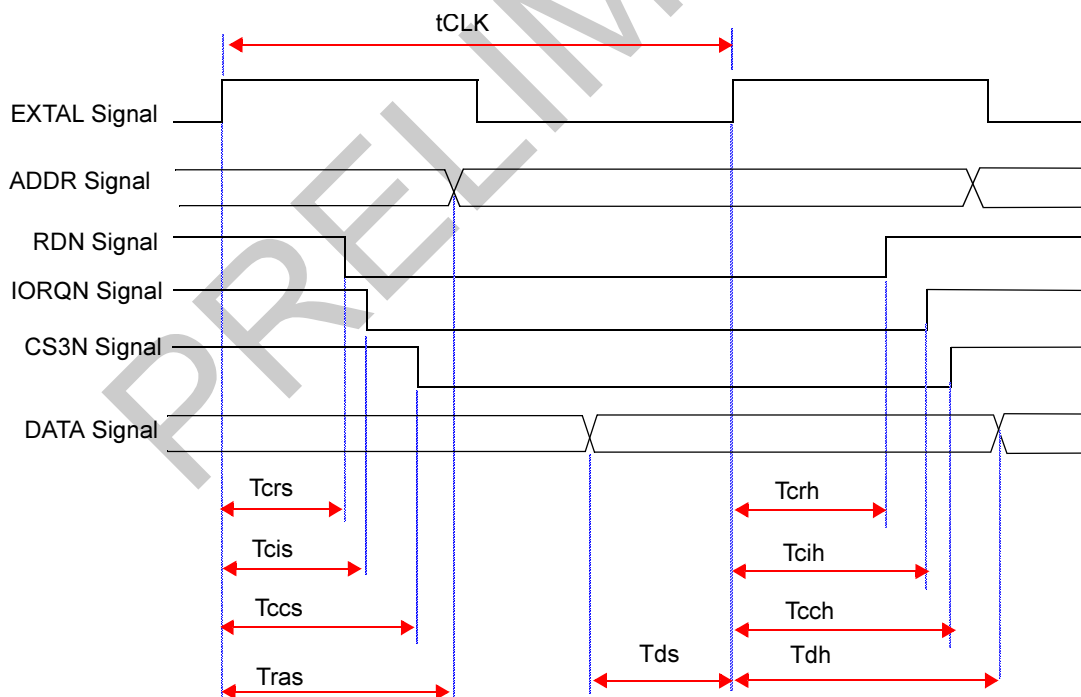 tCLK
EXTAL Signal
ADDR Signal
RDN Signal
IORQN Signal
CS3N Signal
DATA Signal
Tcrs
Tcrh
Tcis
Tcih
Tccs
Tcch
Tds
Tdh
Tras
PRELIM